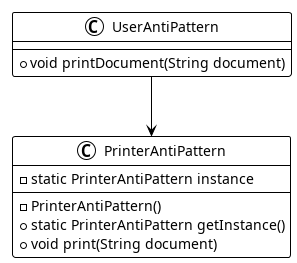 C UserAntiPattern
void printDocument(String document)
C PrinterAntiPattern
static PrinterAntiPattern instance
PrinterAntiPattern()
static PrinterAntiPattern getInstance()
void print(String document)